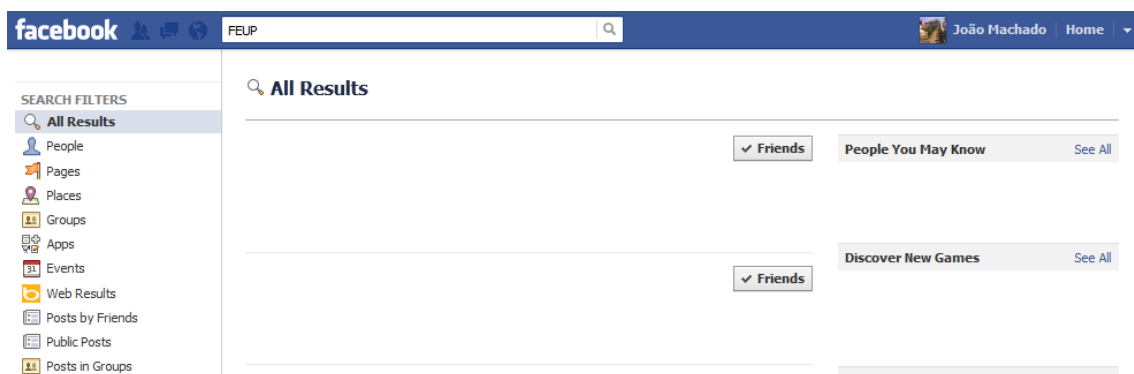 facebook FEUP João Machado Home
SEARCH FILTERS
All Results
People
Pages
Places
Groups
Apps
31 Events
Web Results
Posts by Friends
Public Posts
Posts in Groups
All Results
Friends
Friends
People You May Know See All
Discover New Games See All